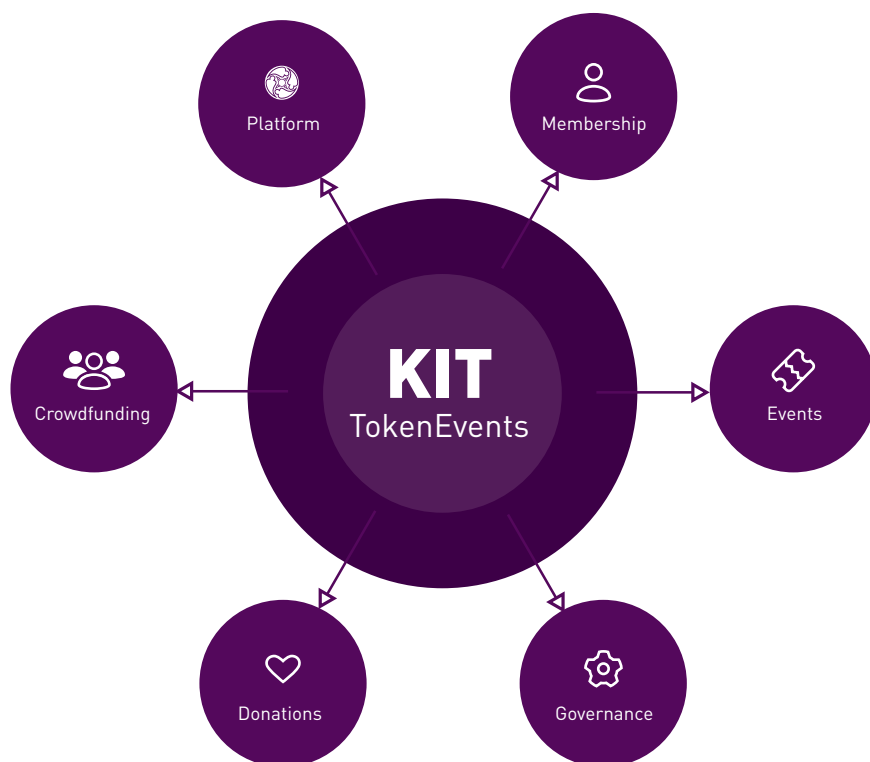 Platform
Membership
KIT
TokenEvents
Crowdfunding
Events
Donations
Governance